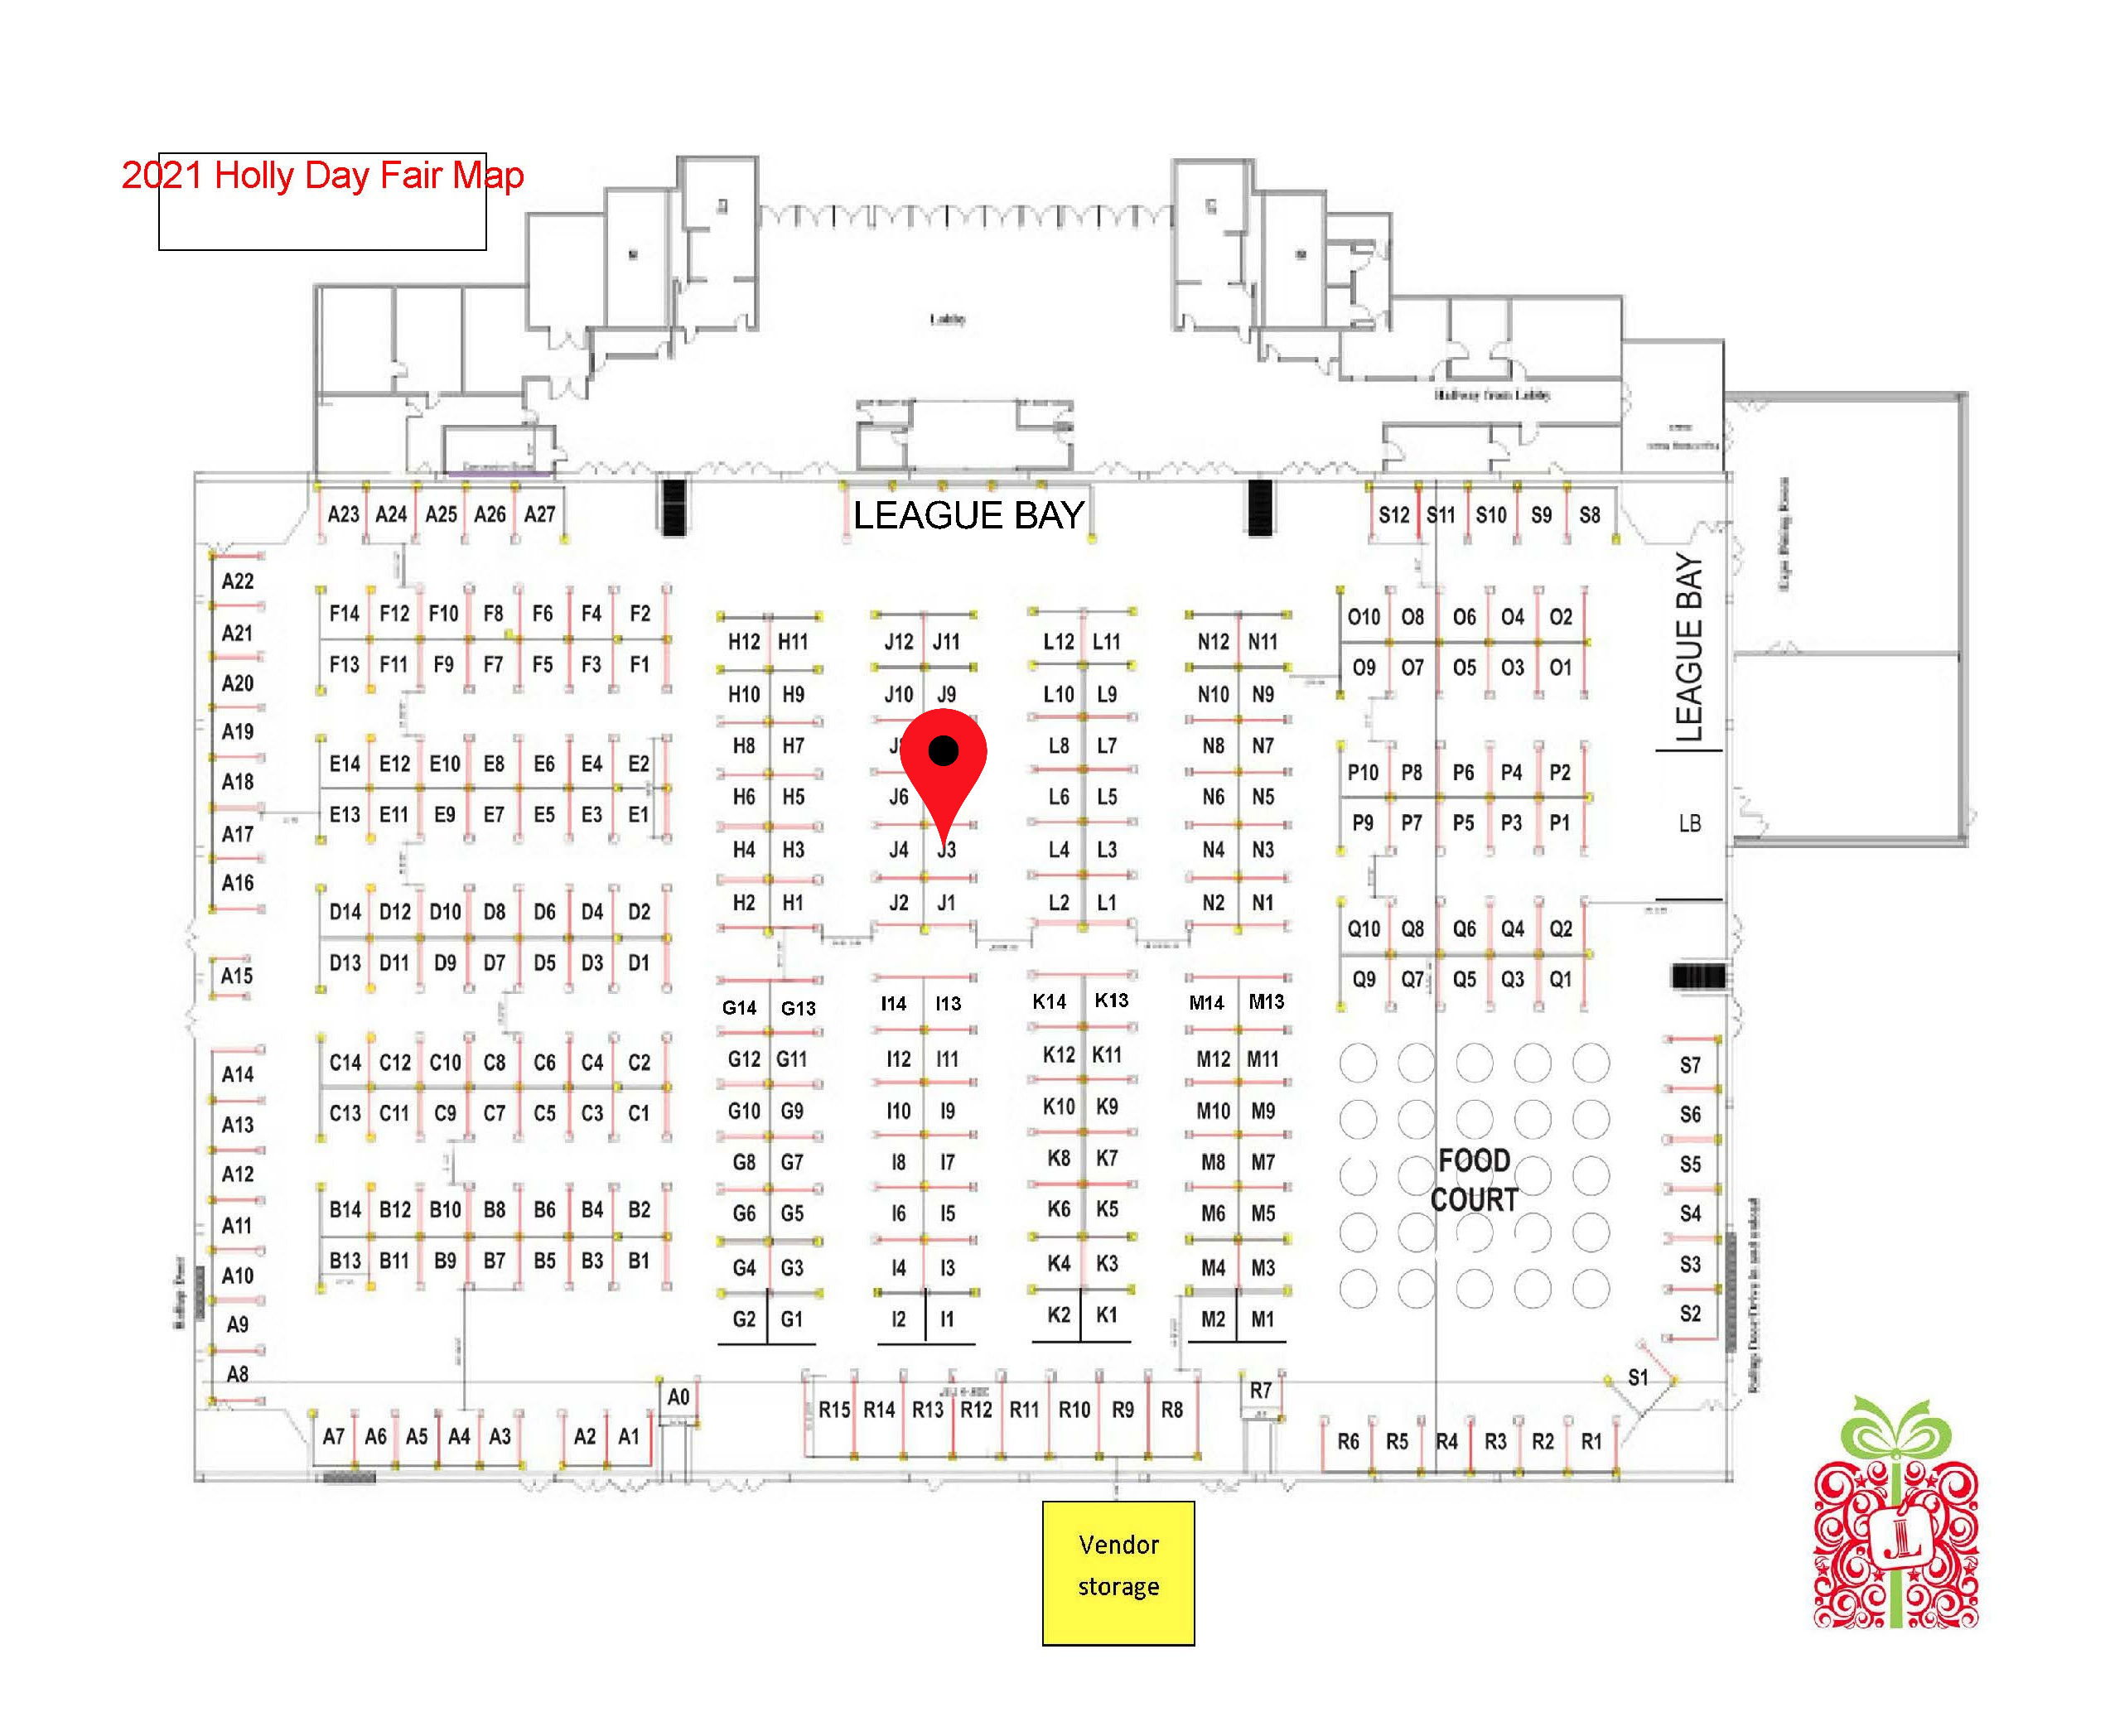 2021 Holly Day Fair Map
Lobby
Hallway from Lobby
LEAGUE BAY
A23 A24 A25 A26 A27
S12 S11 S10 S9 S8
LEAGUE BAY
LB
A22
A21
A20
A19
A18
A17
A16
A15
A14
A13
A12
A11
A10
A9
A8
F14 F12 F10 F8 F6 F4 F2
F13 F11 F9 F7 F5 F3 F1
E14 E12 E10 E8 E6 E4 E2
E13 E11 E9 E7 E5 E3 E1
D14 D12 D10 D8 D6 D4 D2
D13 D11 D9 D7 D5 D3 D1
C14 C12 C10 C8 C6 C4 C2
C13 C11 C9 C7 C5 C3 C1
B14 B12 B10 B8 B6 B4 B2
B13 B11 B9 B7 B5 B3 B1
H12 H11
H10 H9
H8 H7
H6 H5
H4 H3
H2 H1
G14 G13
G12 G11
G10 G9
G8 G7
G6 G5
G4 G3
G2 G1
J12 J11
J10 J9
J6
J4 J3
J2 J1
I14 I13
I12 I11
I10 I9
I8 I7
I6 I5
I4 I3
I2 I1
L12 L11
L10 L9
L8 L7
L6 L5
L4 L3
L2 L1
K14 K13
K12 K11
K10 K9
K8 K7
K6 K5
K4 K3
K2 K1
N12 N11
N10 N9
N8 N7
N6 N5
N4 N3
N2 N1
M14 M13
M12 M11
M10 M9
M8 M7
M6 M5
M4 M3
M2 M1
O10 O8 O6 O4 O2
O9 O7 O5 O3 O1
P10 P8 P6 P4 P2
P9 P7 P5 P3 P1
Q10 Q8 Q6 Q4 Q2
Q9 Q7 Q5 Q3 Q1
FOOD
COURT
S7
S6
S5
S4
S3
S2
S1
A7 A6 A5 A4 A3 A2 A1
A0
R15 R14 R13 R12 R11 R10 R9 R8
R7
R6 R5 R4 R3 R2 R1
Vendor
storage
JL